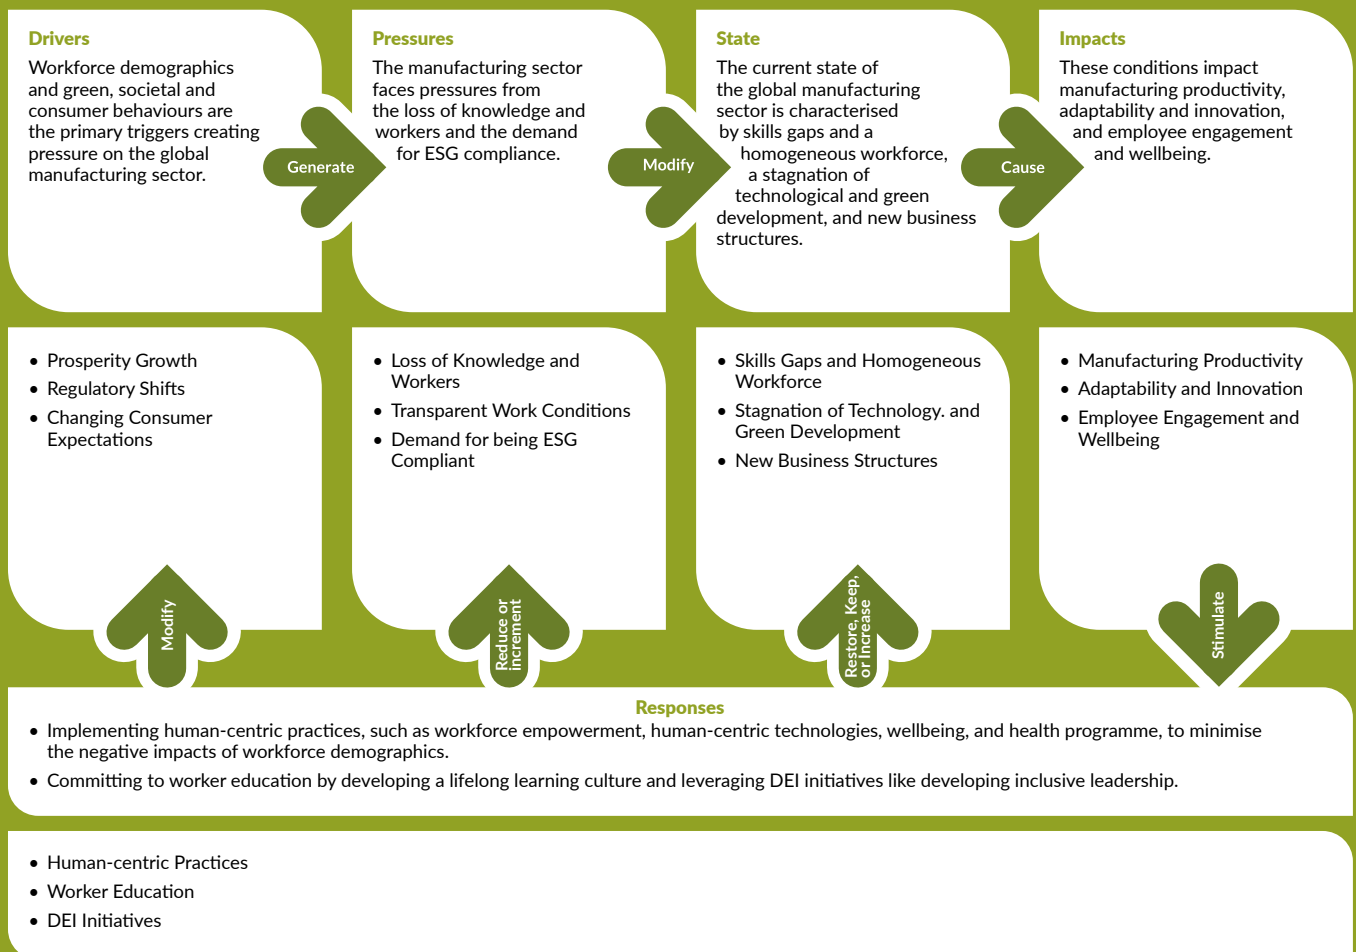 Drivers
Workforce demographics
and green, societal and
consumer behaviours are
the primary triggers creating
pressure on the global
manufacturing sector.
Generate
Pressures
The manufacturing sector
faces pressures from
the loss of knowledge and
workers and the demand
for ESG compliance.
Modify
State
The current state of
the global manufacturing
sector is characterised
by skills gaps and a
homogeneous workforce,
a stagnation of
technological and green
development, and new business
structures.
Cause
Impacts
These conditions impact
manufacturing productivity,
adaptability and innovation,
and employee engagement
and wellbeing.
• Prosperity Growth
• Regulatory Shifts
• Changing Consumer
Expectations
Modify
• Loss of Knowledge and
Workers
• Transparent Work Conditions
• Demand for being ESG
Compliant
Reduce or
increment
• Skills Gaps and Homogeneous
Workforce
• Stagnation of Technology. and
Green Development
• New Business Structures
Restore, Keep,
or Increase
• Manufacturing Productivity
• Adaptability and Innovation
• Employee Engagement and
Wellbeing
Stimulate
Responses
• Implementing human-centric practices, such as workforce empowerment, human-centric technologies, wellbeing, and health programme, to minimise
the negative impacts of workforce demographics.
• Committing to worker education by developing a lifelong learning culture and leveraging DEI initiatives like developing inclusive leadership.
• Human-centric Practices
• Worker Education
• DEI Initiatives